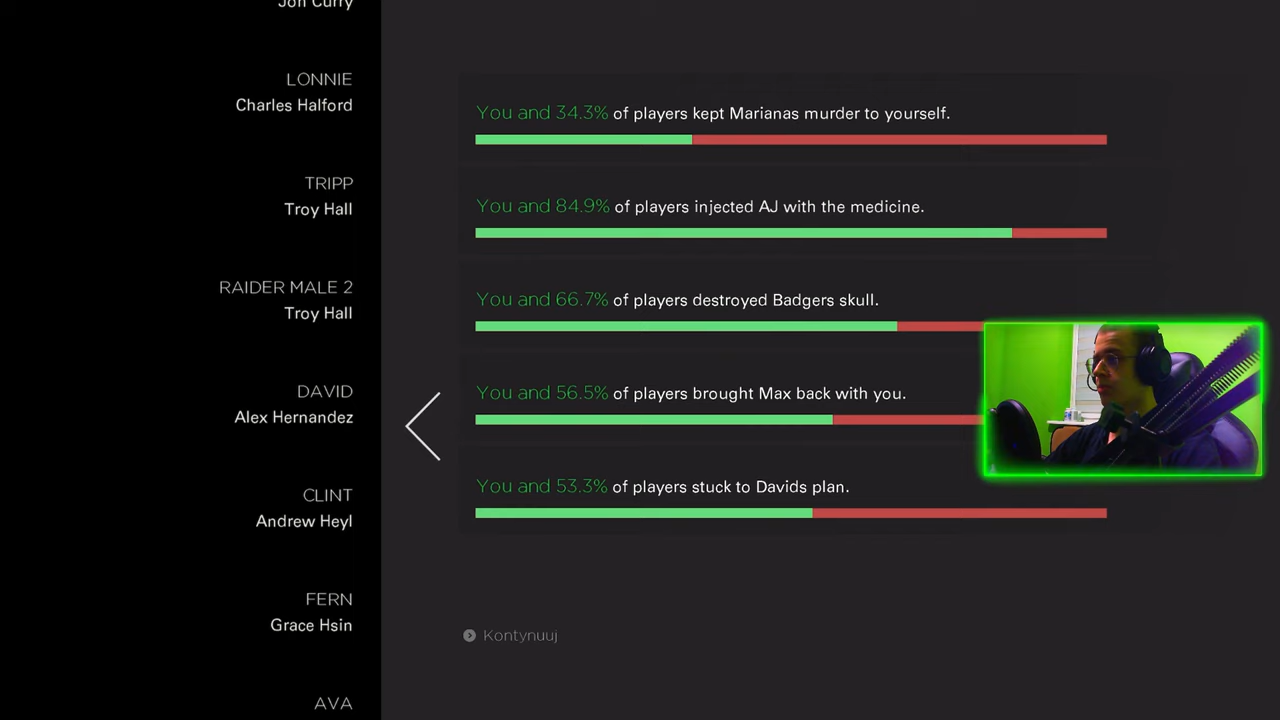 Jon Curry
LONNIE
Charles Halford
TRIPP
Troy Hall
RAIDER MALE 2
Troy Hall
DAVID
Alex Hernandez
CLINT
Andrew Heyl
FERN
Grace Hsin
AVA
You and 34.3% of players kept Marianas murder to yourself.
You and 84.9% of players injected AJ with the medicine.
You and 66.7% of players destroyed Badgers skull.
You and 56.5% of players brought Max back with you.
You and 53.3% of players stuck to Davids plan.
Kontynuuj